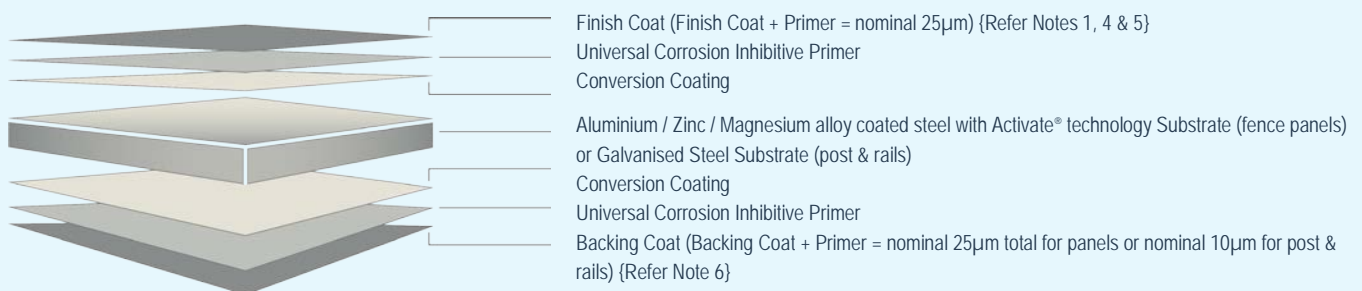 Finish Coat (Finish Coat + Primer = nominal 25µm) {Refer Notes 1, 4 & 5}
Universal Corrosion Inhibitive Primer
Conversion Coating
Aluminium / Zinc / Magnesium alloy coated steel with Activate® technology Substrate (fence panels)
or Galvanised Steel Substrate (post & rails)
Conversion Coating
Universal Corrosion Inhibitive Primer
Backing Coat (Backing Coat + Primer = nominal 25µm total for panels or nominal 10µm for post &
rails) {Refer Note 6}